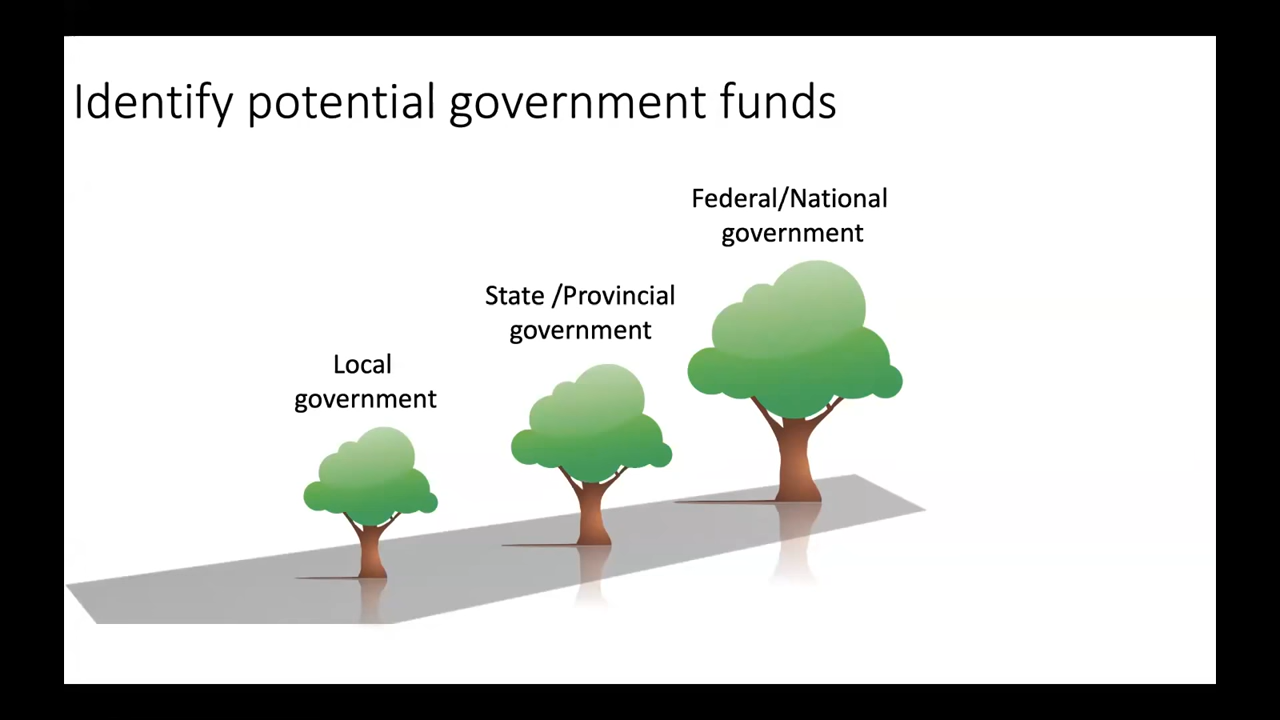 Identify potential government funds
Federal/National
government
State /Provincial
government
Local
government